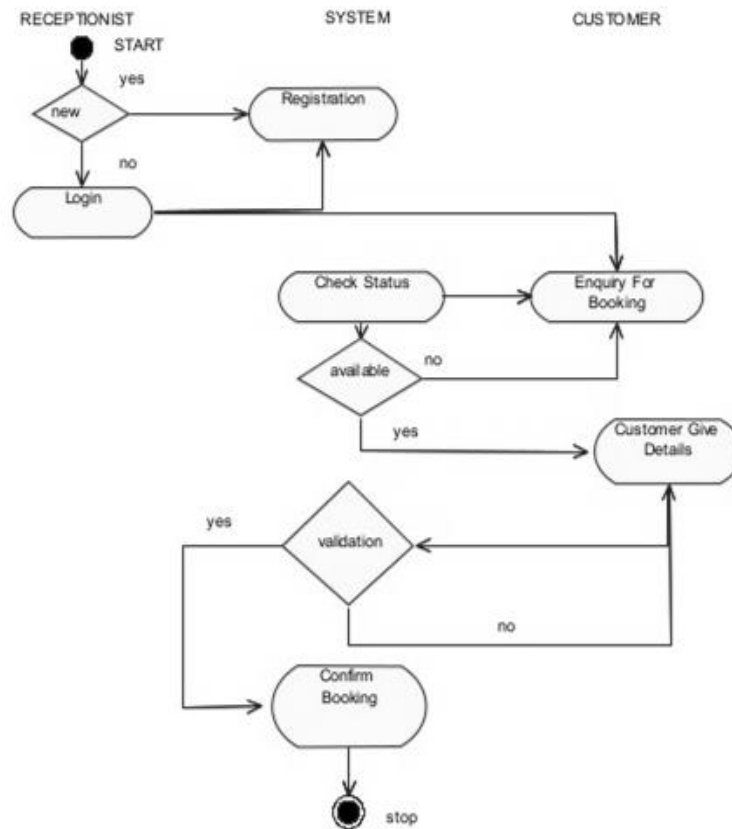 RECEPTIONIST
SYSTEM
CUSTOMER
START
yes
new
Registration
no
Login
Check Status
Enquiry For
Booking
available
no
yes
Customer Give
Details
yes
validation
no
Confirm
Booking
stop